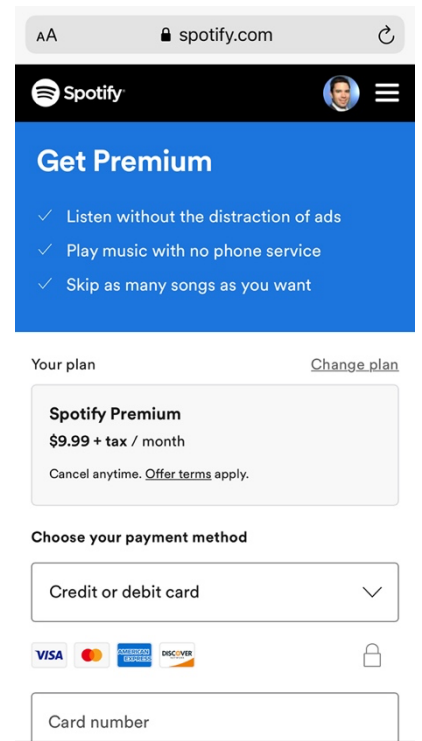 AA spotify.com
Spotify
Get Premium
Listen without the distraction of ads
Play music with no phone service
Skip as many songs as you want
Your plan Change plan
Spotify Premium
$9.99 + tax / month
Cancel anytime. Offer terms apply.
Choose your payment method
Credit or debit card
VISA AMERICAN EXPRESS DISCOVER
Card number